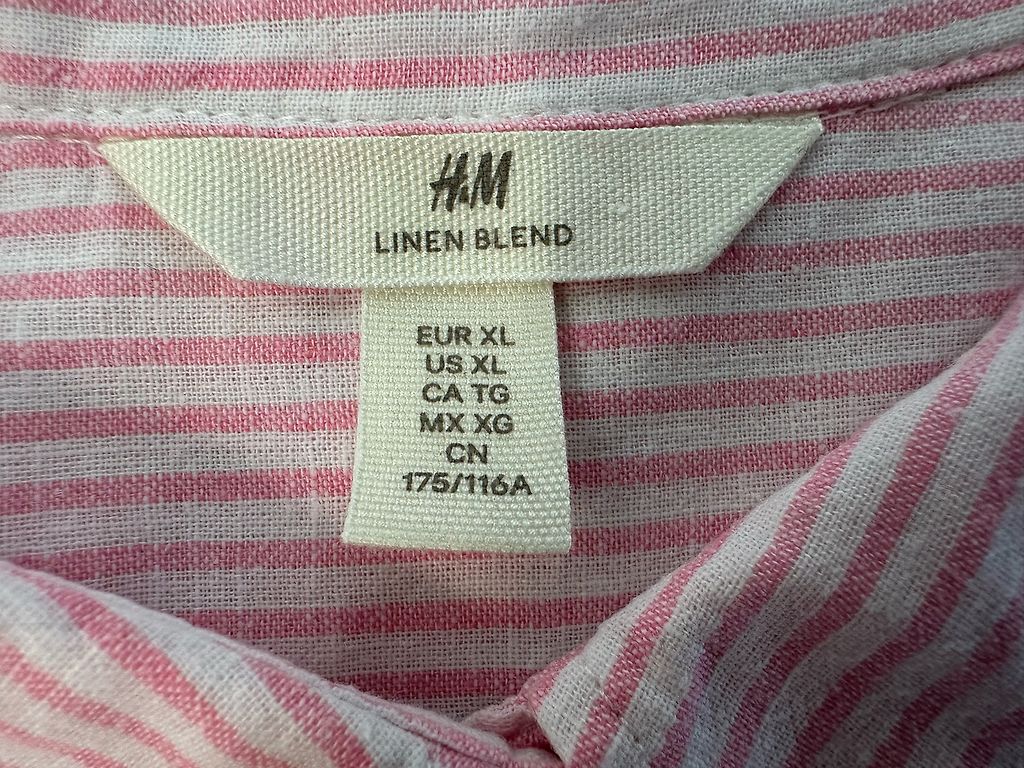 H&M
LINEN BLEND
EUR XL
US XL
CA TG
MX XG
CN
175/116A